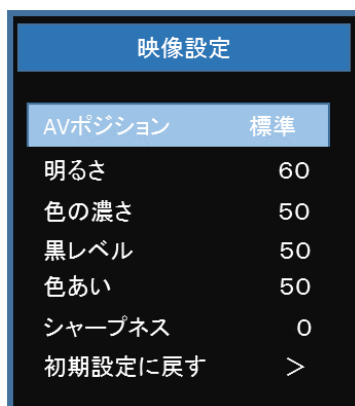 映像設定
AVポジション 標準
明るさ 60
色の濃さ 50
黒レベル 50
色あい 50
シャープネス 0
初期設定に戻す ＞